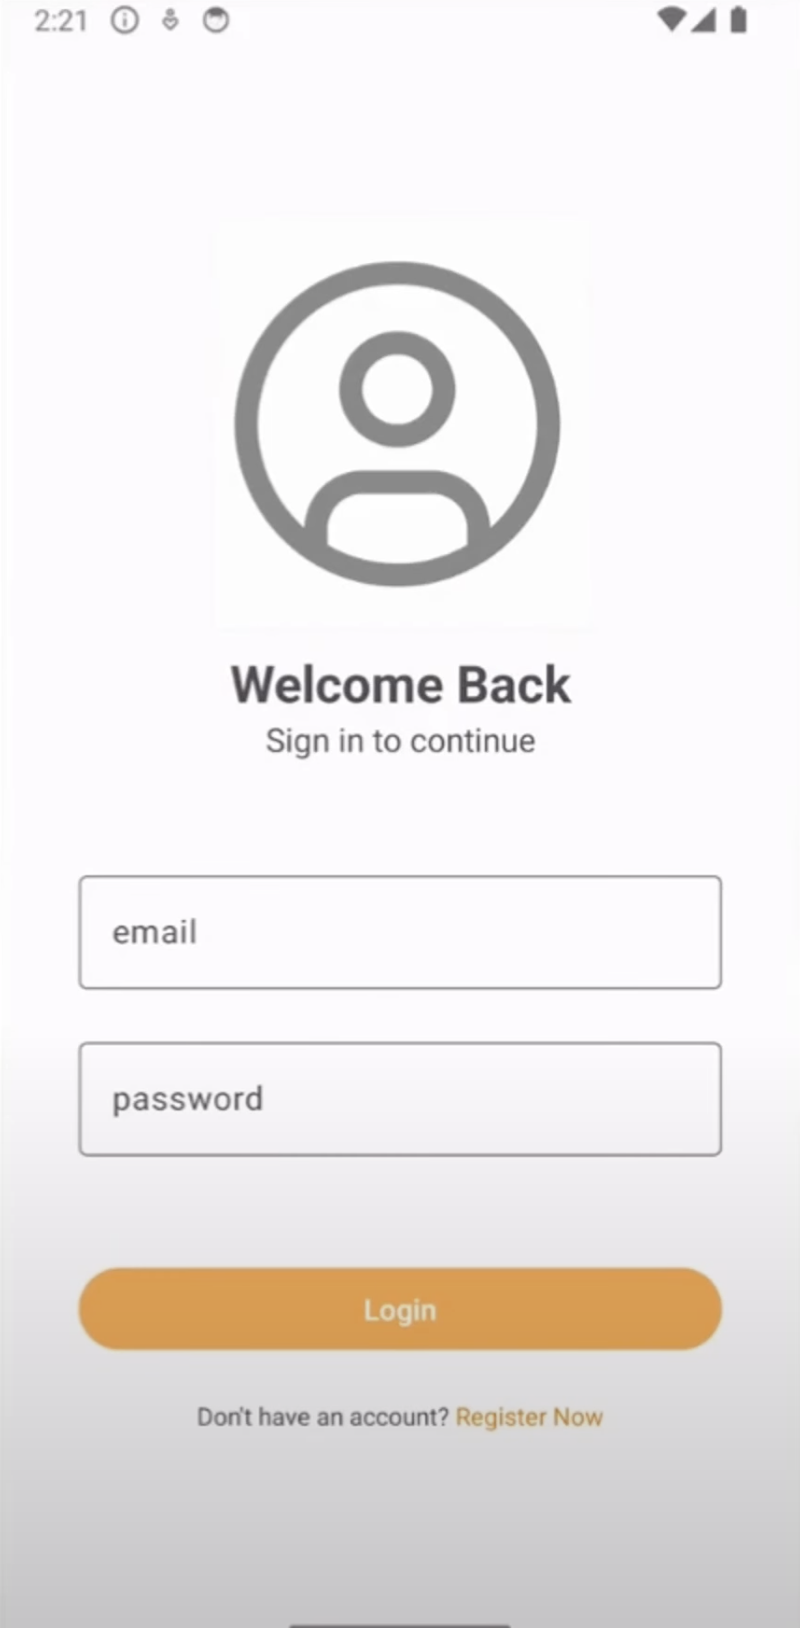 2:21
Welcome Back
Sign in to continue
email
password
Login
Don't have an account? Register Now